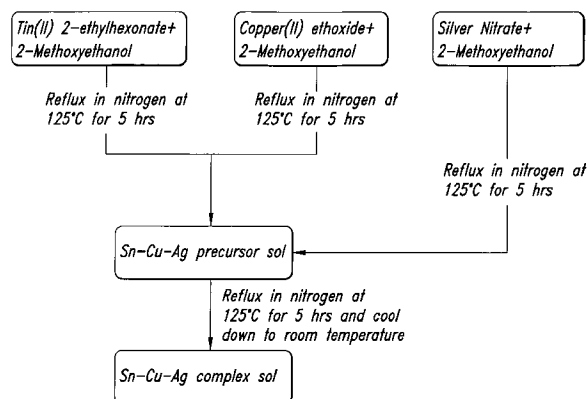 Tin(II) 2-ethylhexonate+
2-Methoxyethanol
Copper(II) ethoxide+
2-Methoxyethanol
Silver Nitrate+
2-Methoxyethanol
Reflux in nitrogen at
125°C for 5 hrs
Reflux in nitrogen at
125°C for 5 hrs
Reflux in nitrogen at
125°C for 5 hrs
Sn-Cu-Ag precursor sol
Reflux in nitrogen at
125°C for 5 hrs and cool
down to room temperature
Sn-Cu-Ag complex sol